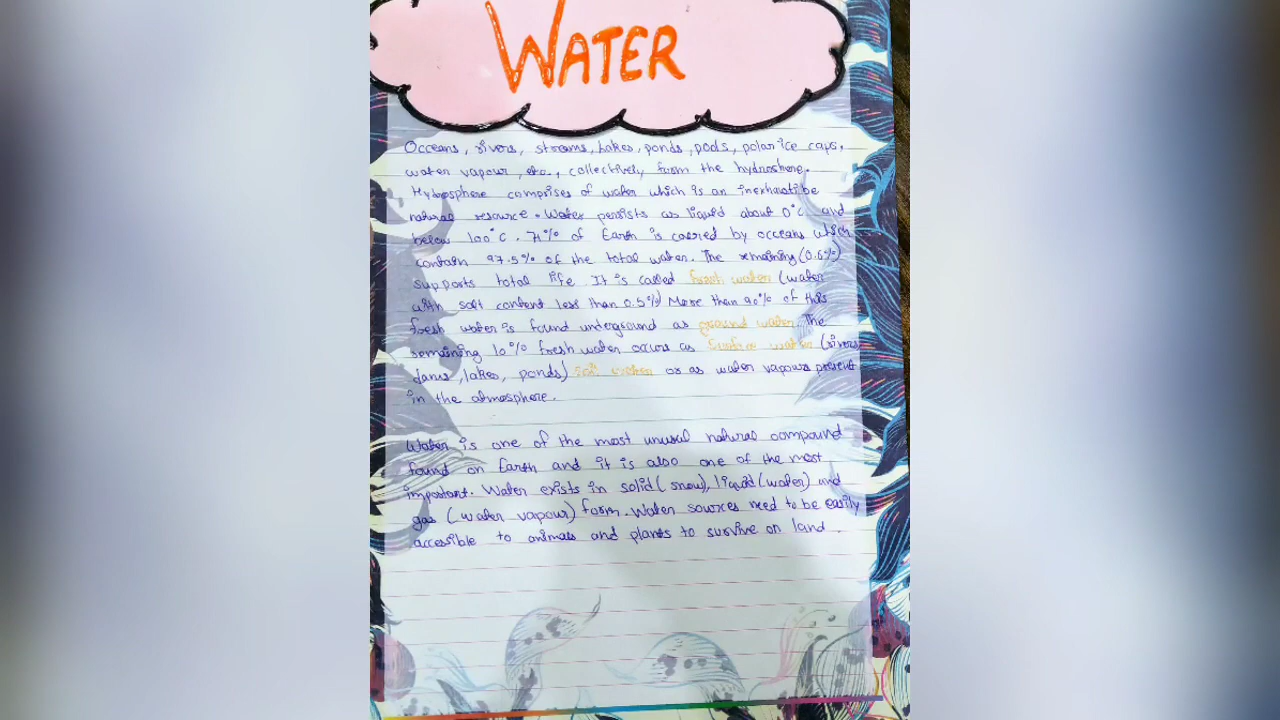 WATER
Occeans, rivers, streams, Lakes, ponds, pools, polar ice caps,
water vapour, etc., collectively form the hydrosphere.
Hydrosphere comprises of water which is an
natural resource. Water persists as liquid about 0°C and
below 100°C. 71% of Earth is covered by occeans which
contain 97.5% of the total water. The remaining (0.6%)
supports total life. It is called fresh water (water
with salt content less than 0.5%) More than 90% of this
fresh water is found underground as ground water. The
remaining 10% fresh water occurs as surface water (rivers
dams, lakes, ponds) soil water or as water vapours present
in the atmosphere.
Water is one of the most unusual natural compound
found on Earth and it is also one of the most
important. Water exists in solid (snow), liquid (water) and
gas (water vapour) form. Water sources need to be easily
accessible to animals and plants to survive on land.